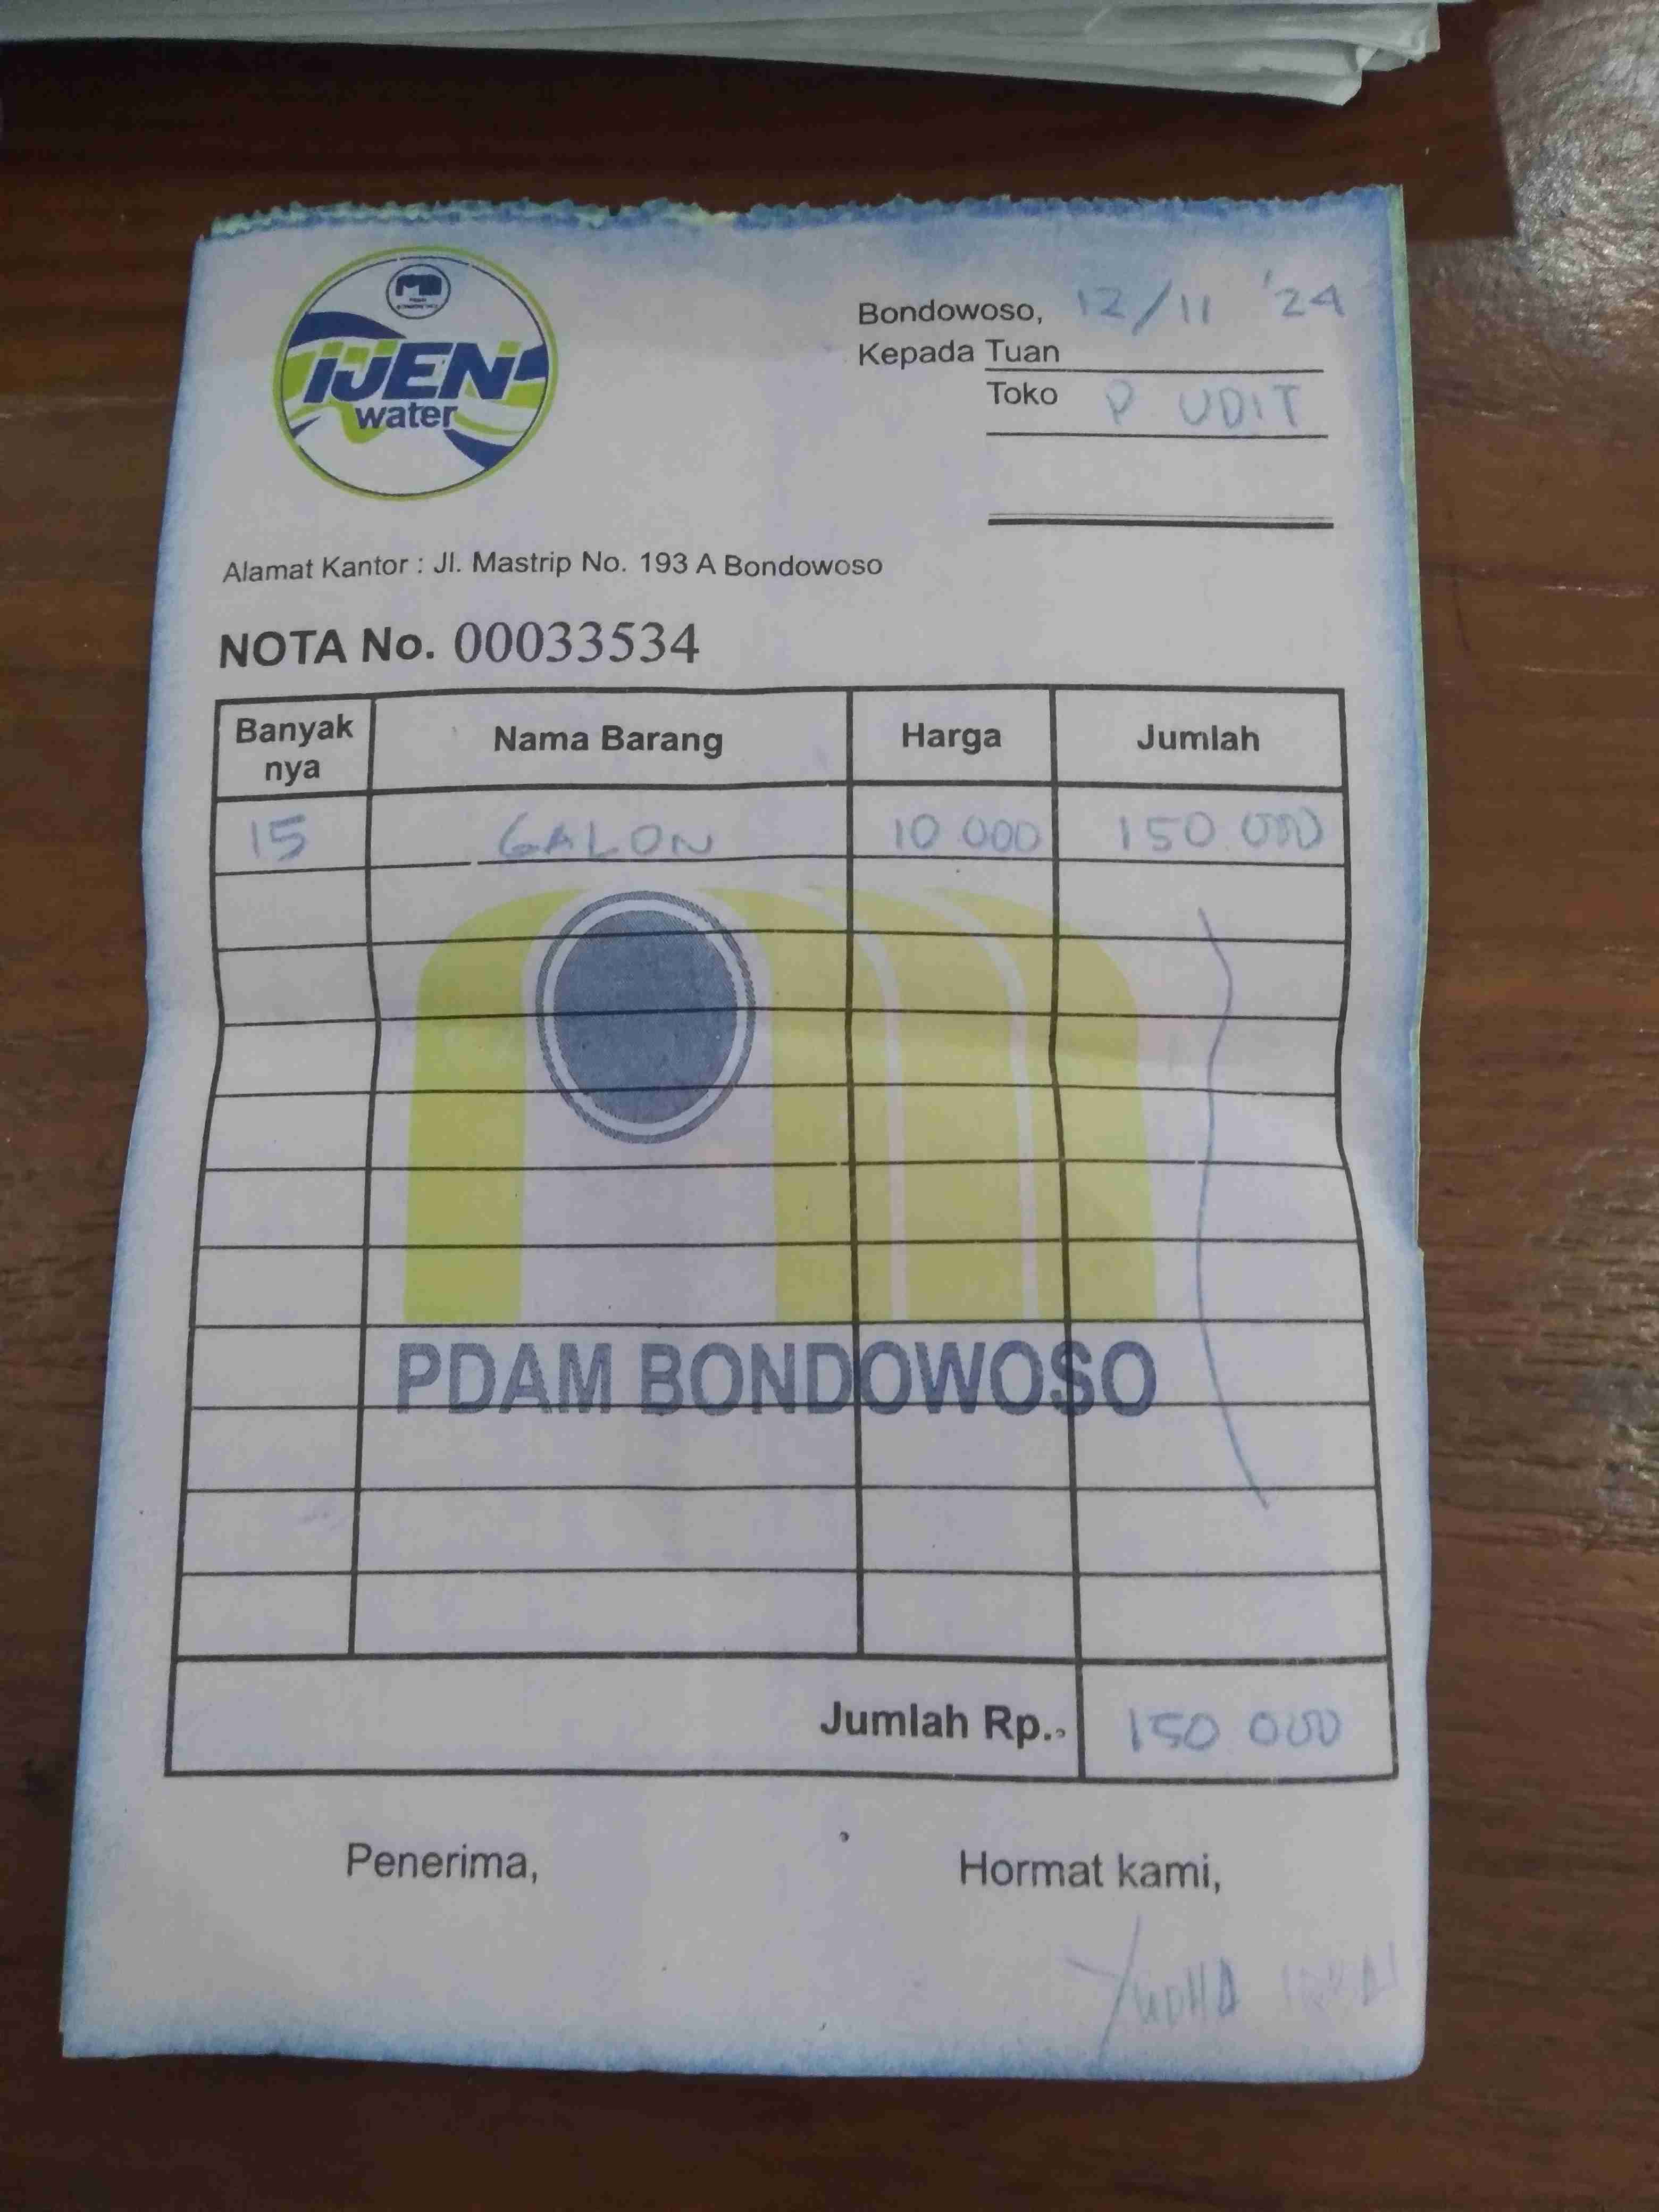 IJEN
water
Bondowoso, 12/11 '24
Kepada Tuan
Toko P UDIT
Alamat Kantor : Jl. Mastrip No. 193 A Bondowoso
NOTA No. 00033534
Banyak nya Nama Barang Harga Jumlah
15 GALON 10 000 150 000
PDAM BONDOWOSO
Jumlah Rp. 150 000
Penerima, Hormat kami,
YUDHA